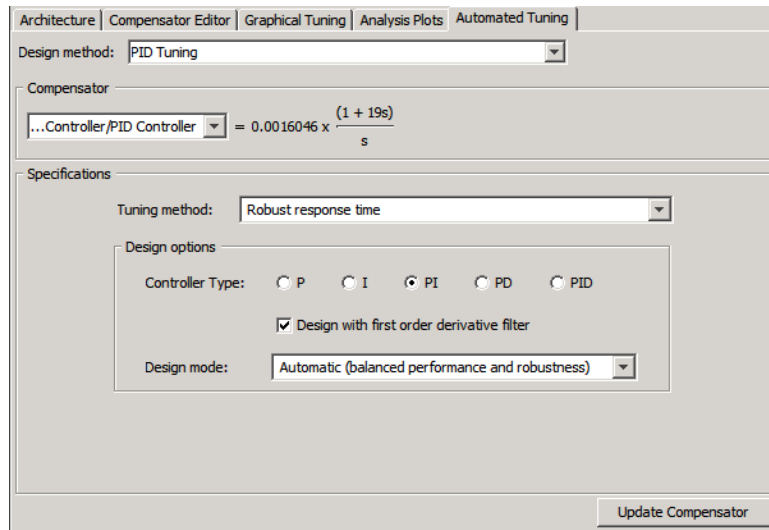 Architecture Compensator Editor Graphical Tuning Analysis Plots Automated Tuning
Design method: PID Tuning
Compensator
...Controller/PID Controller = 0.0016046 x (1 + 19s)
s
Specifications
Tuning method: Robust response time
Design options
Controller Type: P I PI PD PID
Design with first order derivative filter
Design mode: Automatic (balanced performance and robustness)
Update Compensator